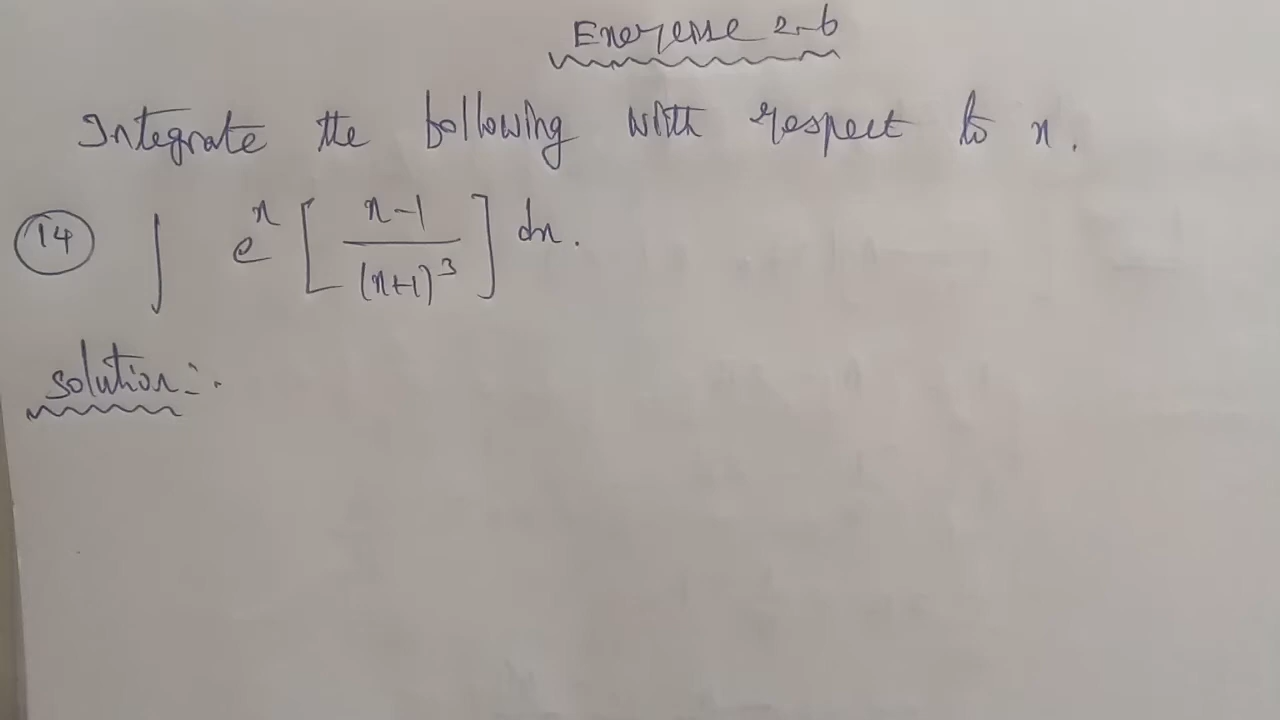 Exercise 2.6
Integrate the following with respect to x.
14 ∫ e^x [ (x-1) / (x+1)^3 ] dx.
Solution:-